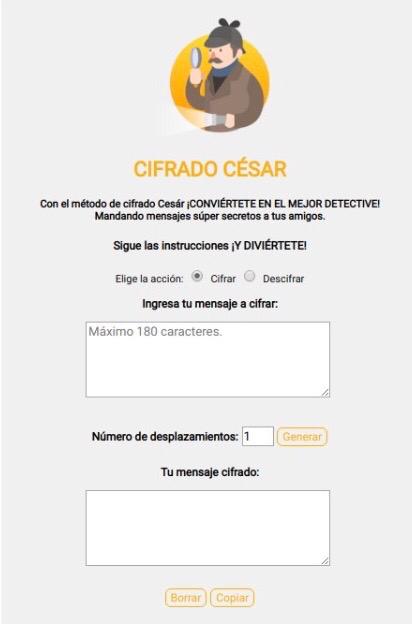 CIFRADO CÉSAR
Con el método de cifrado Cesár ¡CONVIÉRTETE EN EL MEJOR DETECTIVE!
Mandando mensajes súper secretos a tus amigos.
Sigue las instrucciones ¡Y DIVIÉRTETE!
Elige la acción: Cifrar Descifrar
Ingresa tu mensaje a cifrar:
Máximo 180 caracteres.
Número de desplazamientos: 1 Generar
Tu mensaje cifrado:
Borrar Copiar